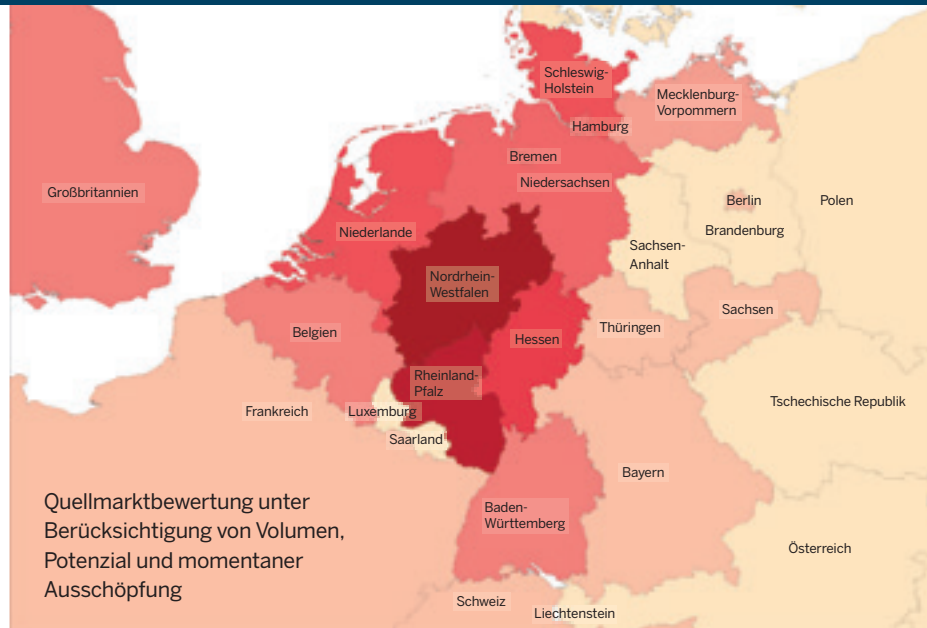 Schleswig-
Holstein
Mecklenburg-
Vorpommern
Hamburg
Bremen
Großbritannien
Niedersachsen
Berlin
Polen
Niederlande
Brandenburg
Sachsen-
Anhalt
Nordrhein-
Westfalen
Sachsen
Belgien
Hessen
Thüringen
Rheinland-
Pfalz
Tschechische Republik
Frankreich
Luxemburg
Saarland
Bayern
Quellmarktbewertung unter
Berücksichtigung von Volumen,
Potenzial und momentaner
Ausschöpfung
Baden-
Württemberg
Österreich
Schweiz
Liechtenstein